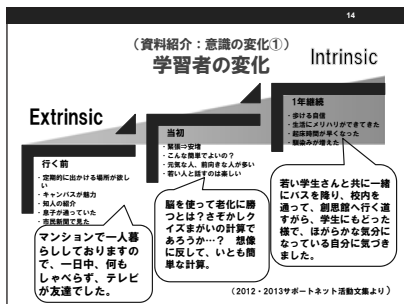 14
（資料紹介：意識の変化①）
学習者の変化
Intrinsic
Extrinsic
行く前
・定期的に出かける場所が欲し
い
・キャンパスが魅力
・知人の紹介
・息子が通っていた
・市民新聞で見た
当初
・緊張⇒安堵
・こんな簡単でよいの？
・元気な人、前向きな人が多い
・若い人と話すのは楽しい
1年継続
・歩ける自信
・生活にメリハリができてきた
・起床時間が早くなった
・馴染みが増えた
マンションで一人暮
らししておりますの
で、一日中、何も
しゃべらず、テレビ
が友達でした。
脳を使って老化に勝
つとは？さぞかしク
イズまがいの計算で
あろうか…？ 想像
に反して、いとも簡
単な計算。
若い学生さんと共に一緒
にバスを降り、校内を
通って、創思館へ行く道
すがら、学生にもどった
様で、ほがらかな気分に
なっている自分に気づき
ました。
（2012・2013サポートネット活動文集より）